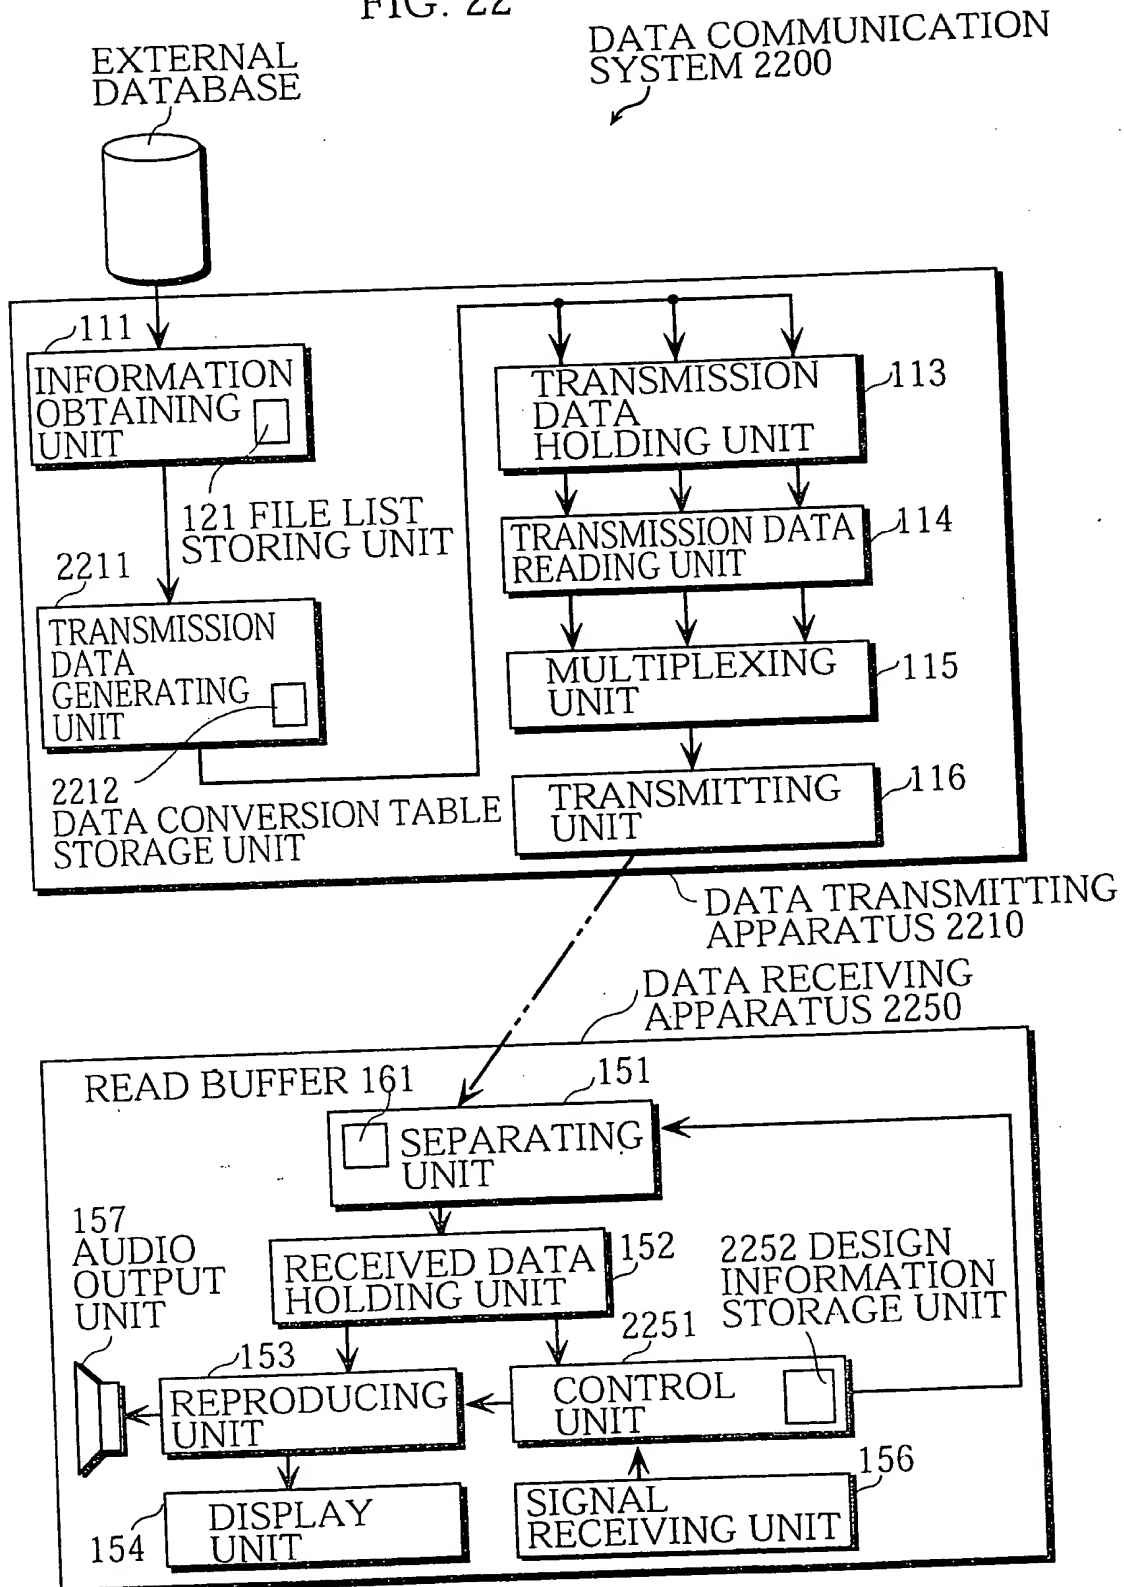 FIG. 22
DATA COMMUNICATION
SYSTEM 2200
EXTERNAL
DATABASE
111
INFORMATION
OBTAINING
UNIT
121 FILE LIST
STORING UNIT
2211
TRANSMISSION
DATA
GENERATING
UNIT
2212
DATA CONVERSION TABLE
STORAGE UNIT
TRANSMISSION
DATA
HOLDING UNIT
113
TRANSMISSION DATA
READING UNIT
114
MULTIPLEXING
UNIT
115
TRANSMITTING
UNIT
116
DATA TRANSMITTING
APPARATUS 2210
DATA RECEIVING
APPARATUS 2250
READ BUFFER 161
151
SEPARATING
UNIT
157
AUDIO
OUTPUT
UNIT
RECEIVED DATA
HOLDING UNIT
152
2252 DESIGN
INFORMATION
STORAGE UNIT
2251
CONTROL
UNIT
153
REPRODUCING
UNIT
154
DISPLAY
UNIT
SIGNAL
RECEIVING UNIT
156